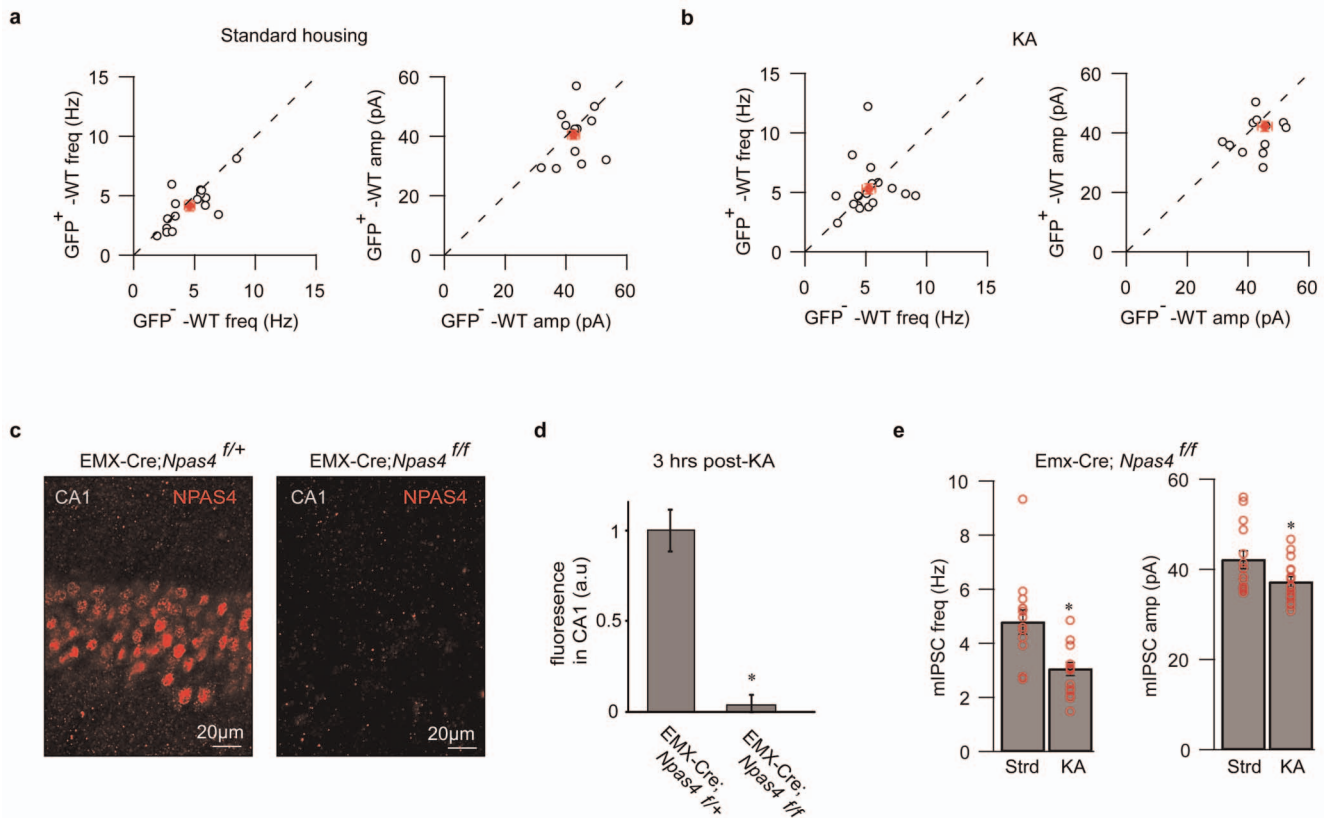 a
Standard housing
GFP⁺ -WT freq (Hz)
15
10
5
0
0 5 10 15
GFP⁻ -WT freq (Hz)
GFP⁺ -WT amp (pA)
60
40
20
0
0 20 40 60
GFP⁻ -WT amp (pA)
b
KA
GFP⁺ -WT freq (Hz)
15
10
5
0
0 5 10 15
GFP⁻ -WT freq (Hz)
GFP⁺ -WT amp (pA)
60
40
20
0
0 20 40 60
GFP⁻ -WT amp (pA)
c
EMX-Cre;Npas4 f/+
CA1 NPAS4
20µm
EMX-Cre;Npas4 f/f
CA1 NPAS4
20µm
d
3 hrs post-KA
fluoresence
in CA1 (a.u)
1
0.5
0
*
EMX-Cre;
Npas4 f/+
EMX-Cre;
Npas4 f/f
e
Emx-Cre; Npas4 f/f
mIPSC freq (Hz)
10
8
6
4
2
0
*
Strd KA
mIPSC amp (pA)
60
40
20
0
*
Strd KA